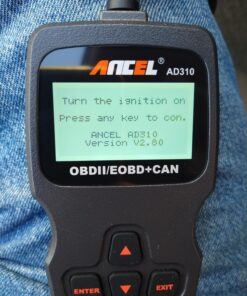 ANCEL
AD310
Turn the ignition on
Press any key to con.
ANCEL AD310
Version V2.80
OBDII/EOBD+CAN
ENTER
EXIT